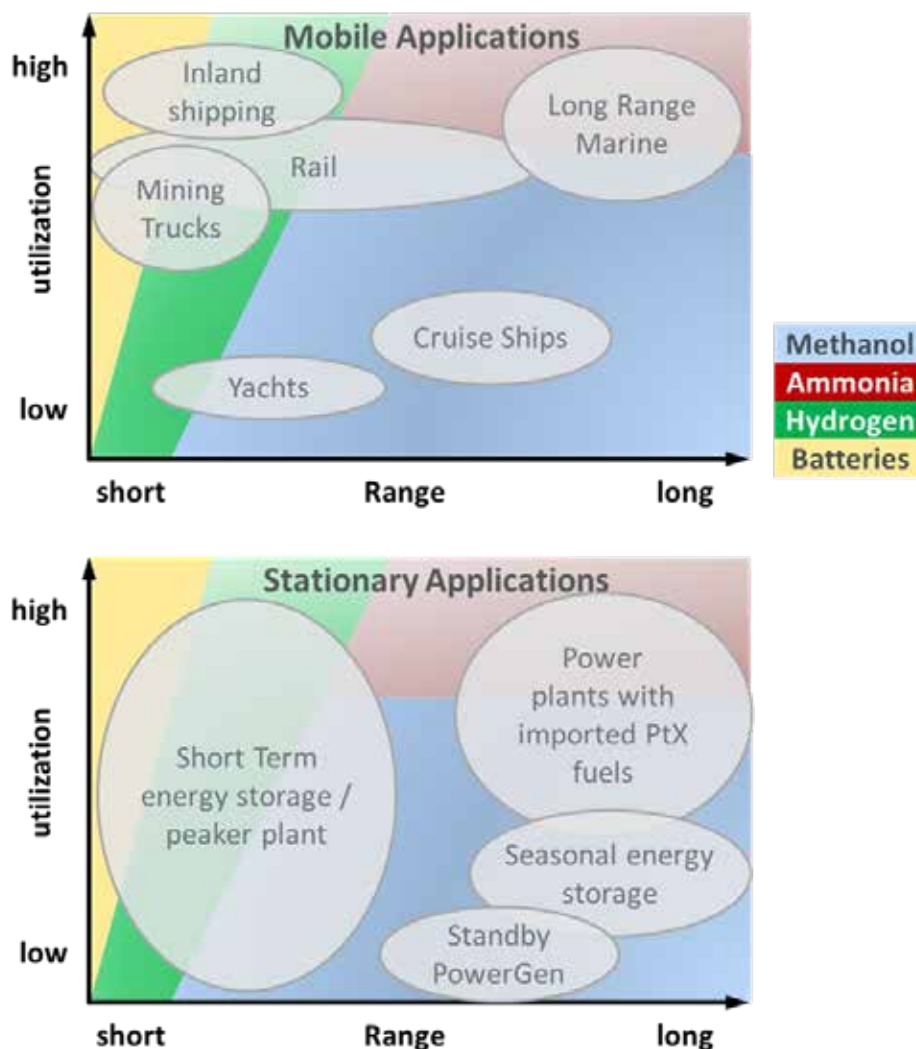 Mobile Applications
high
utilization
low
Inland
shipping
Rail
Mining
Trucks
Long Range
Marine
Cruise Ships
Yachts
short
Range
long
Methanol
Ammonia
Hydrogen
Batteries
Stationary Applications
high
utilization
low
Short Term
energy storage /
peaker plant
Power
plants with
imported PtX
fuels
Seasonal energy
storage
Standby
PowerGen
short
Range
long